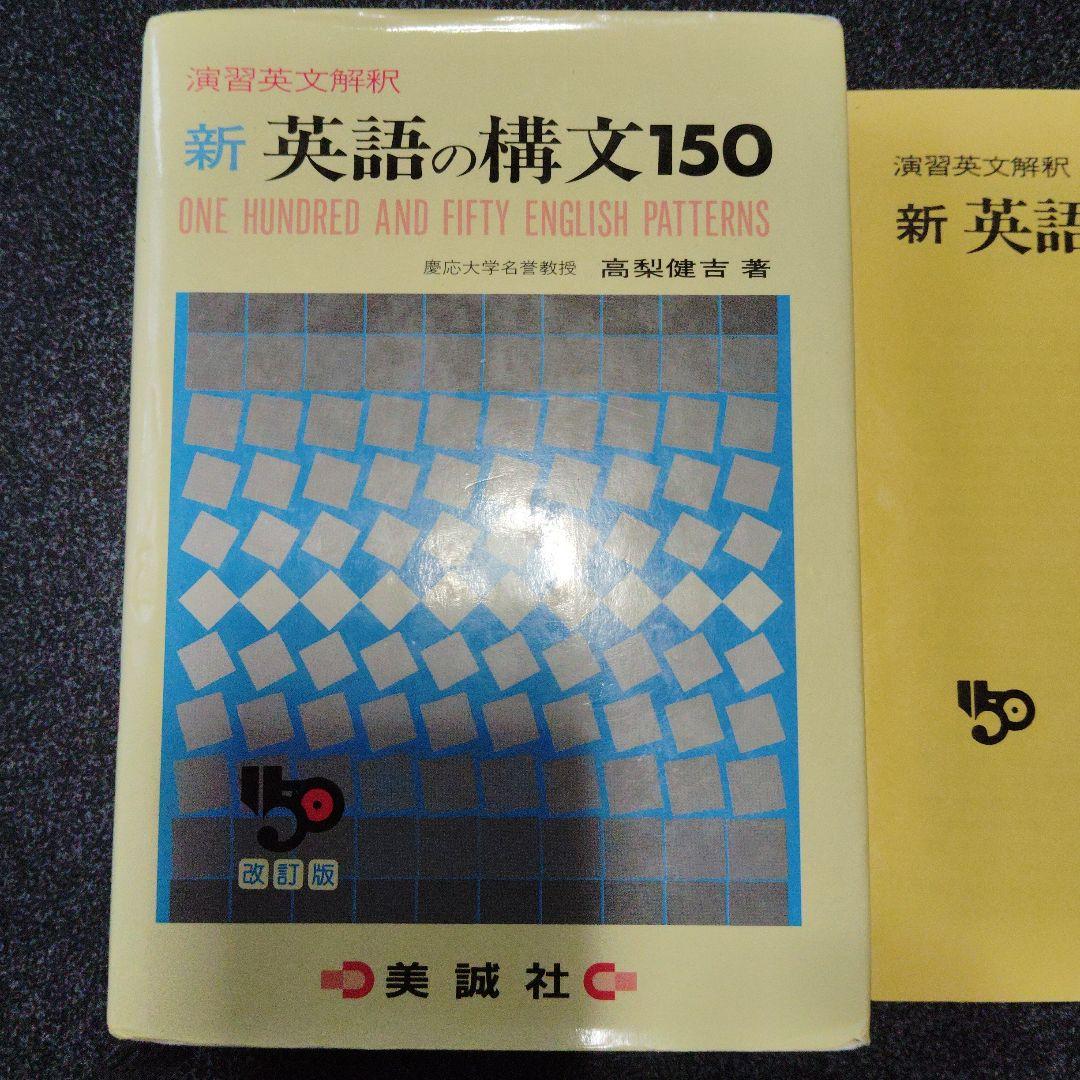 演習英文解釈
新 英語の構文150
ONE HUNDRED AND FIFTY ENGLISH PATTERNS
慶応大学名誉教授 高梨健吉 著
150
改訂版
美誠社
演習英文解釈
新 英語
150